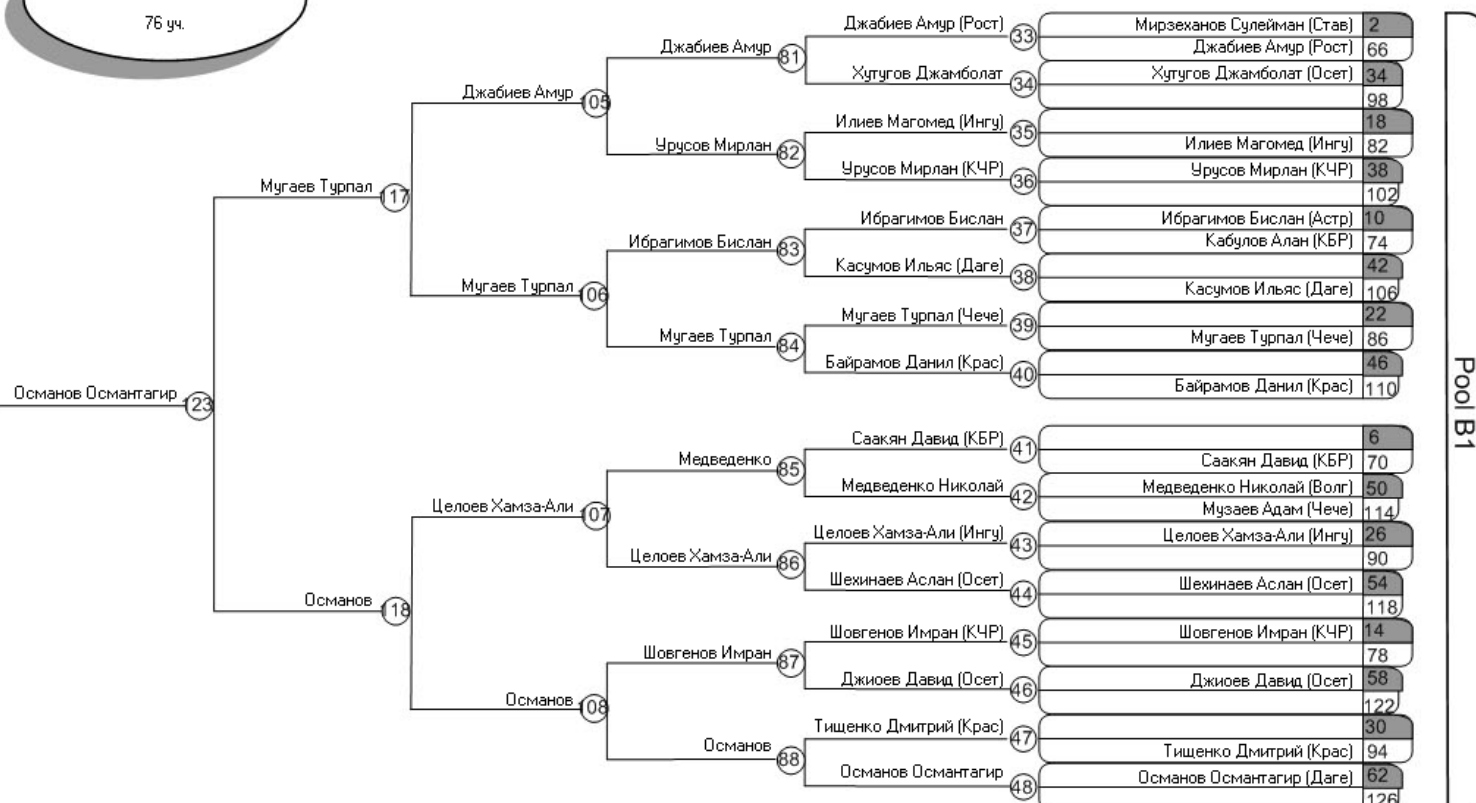 76 уч.
Джабиев Амур (Рост) 33 Мирзеханов Сулейман (Став) 2
Джабиев Амур 81 Джабиев Амур (Рост) 66
Хутугов Джамболат 34 Хутугов Джамболат (Осет) 34
Джабиев Амур 105 98
Илиев Магомед (Ингу) 35 18
Урусов Мирлан 82 Илиев Магомед (Ингу) 82
Урусов Мирлан (КЧР) 36 Урусов Мирлан (КЧР) 38
Мугаев Турпал 117 102
Ибрагимов Бислан 37 Ибрагимов Бислан (Астр) 10
Ибрагимов Бислан 83 Кабулов Алан (КБР) 74
Касумов Ильяс (Даге) 38 42
Мугаев Турпал 106 Касумов Ильяс (Даге) 106
Мугаев Турпал (Чече) 39 22
Мугаев Турпал 84 Мугаев Турпал (Чече) 86
Байрамов Данил (Крас) 40 46
Байрамов Данил (Крас) 110
Османов Османтагир 123
Pool B1
Саакян Давид (КБР) 41 6
Медведенко 85 Саакян Давид (КБР) 70
Медведенко Николай 42 Медведенко Николай (Волг) 50
Целоев Хамза-Али 107 Музаев Адам (Чече) 114
Целоев Хамза-Али (Ингу) 43 Целоев Хамза-Али (Ингу) 26
Целоев Хамза-Али 86 90
Шехинаев Аслан (Осет) 44 Шехинаев Аслан (Осет) 54
Османов 118 118
Шовгенов Имран (КЧР) 45 Шовгенов Имран (КЧР) 14
Шовгенов Имран 87 78
Джиоев Давид (Осет) 46 Джиоев Давид (Осет) 58
Османов 108 122
Тищенко Дмитрий (Крас) 47 30
Османов 88 Тищенко Дмитрий (Крас) 94
Османов Османтагир 48 Османов Османтагир (Даге) 62
126